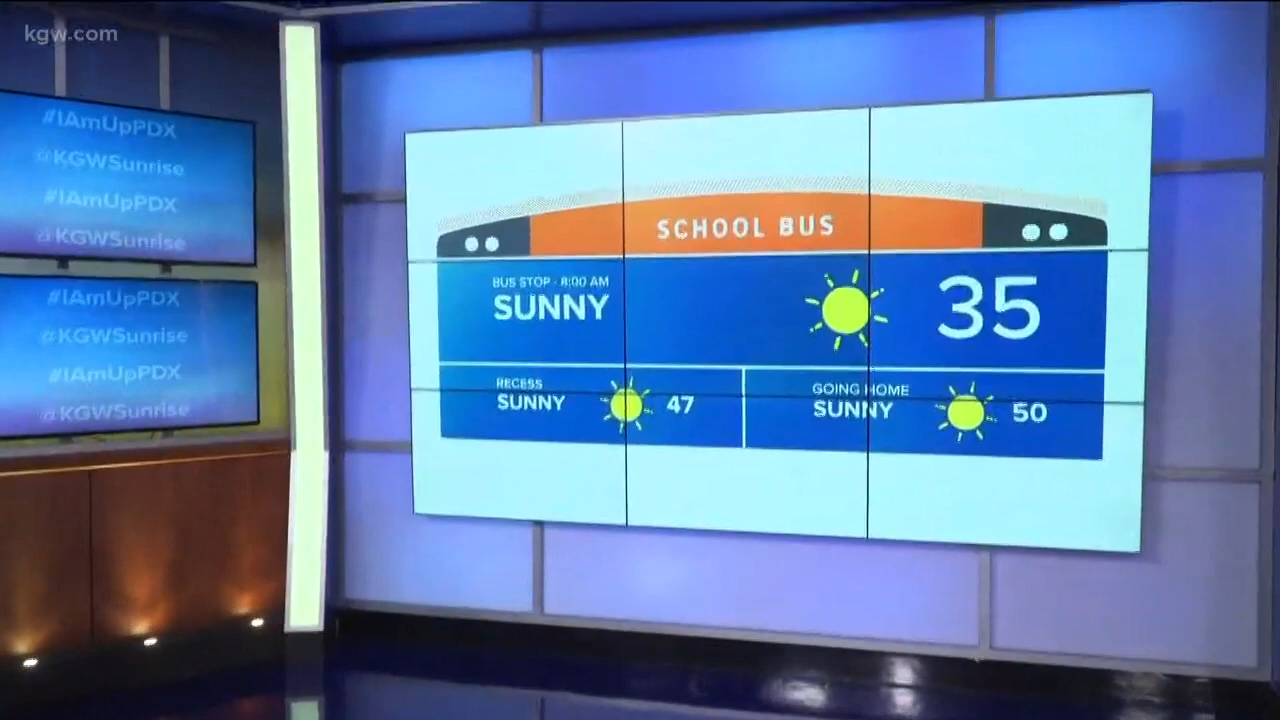 kgw.com
#IAmUpPDX
@KGWSunrise
#IAmUpPDX
@KGWSunrise
#IAmUpPDX
@KGWSunrise
#IAmUpPDX
@KGWSunrise
SCHOOL BUS
BUS STOP - 8:00 AM
SUNNY
35
RECESS
SUNNY
47
GOING HOME
SUNNY
50